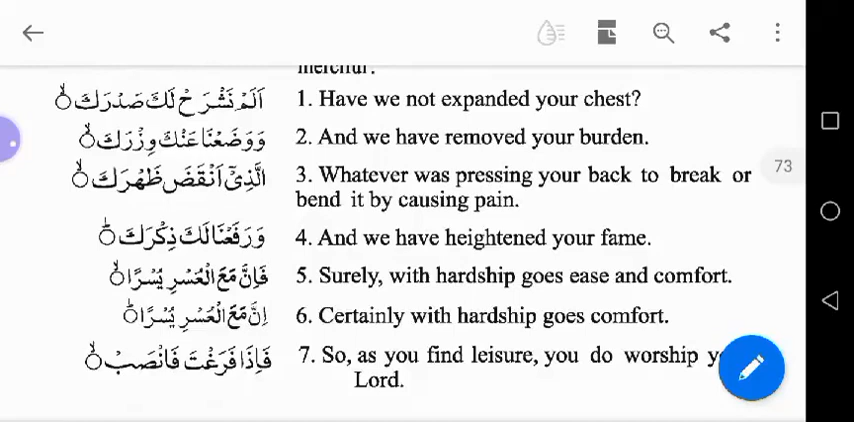 merciful.
اَلَمْ نَشْرَحْ لَكَ صَدْرَكَ ۙ 1. Have we not expanded your chest?
وَ وَضَعْنَا عَنْكَ وِزْرَكَ ۙ 2. And we have removed your burden.
الَّذِیْۤ اَنْقَضَ ظَهْرَكَ ۙ 3. Whatever was pressing your back to break or
bend it by causing pain.
73
وَ رَفَعْنَا لَكَ ذِكْرَكَ ؕ 4. And we have heightened your fame.
فَاِنَّ مَعَ الْعُسْرِ یُسْرًا ۙ 5. Surely, with hardship goes ease and comfort.
اِنَّ مَعَ الْعُسْرِ یُسْرًا ؕ 6. Certainly with hardship goes comfort.
فَاِذَا فَرَغْتَ فَانْصَبْ ۙ 7. So, as you find leisure, you do worship
Lord.